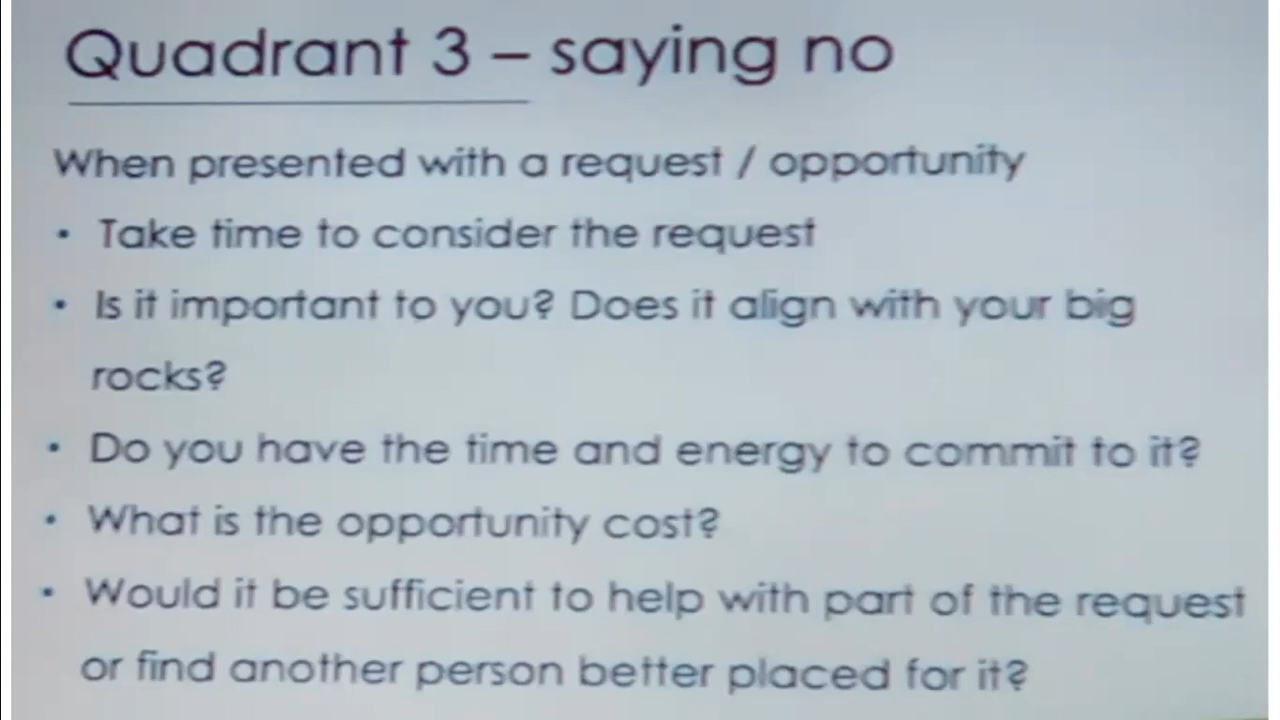 Quadrant 3 – saying no
When presented with a request / opportunity
• Take time to consider the request
• Is it important to you? Does it align with your big
rocks?
• Do you have the time and energy to commit to it?
• What is the opportunity cost?
• Would it be sufficient to help with part of the request
or find another person better placed for it?